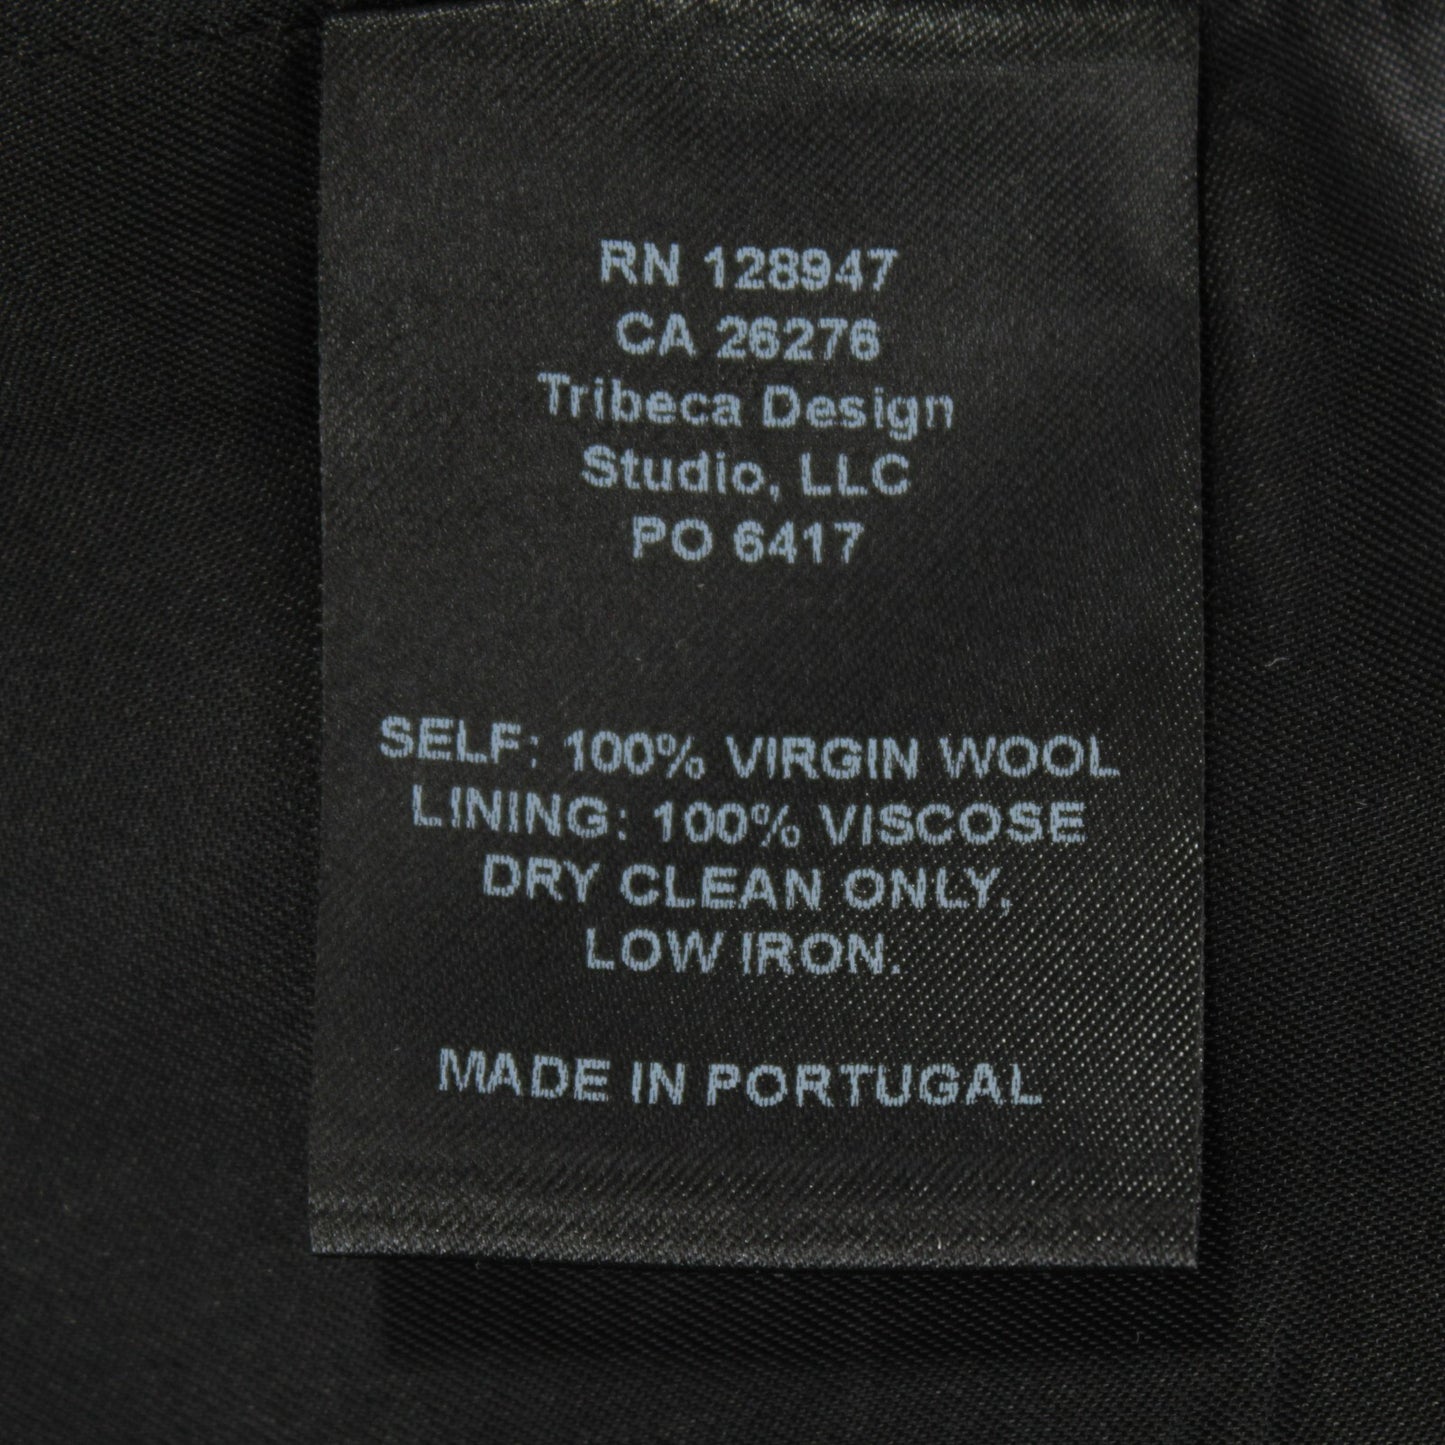 RN 128947
CA 26276
Tribeca Design
Studio, LLC
PO 6417
SELF: 100% VIRGIN WOOL
LINING: 100% VISCOSE
DRY CLEAN ONLY,
LOW IRON.
MADE IN PORTUGAL